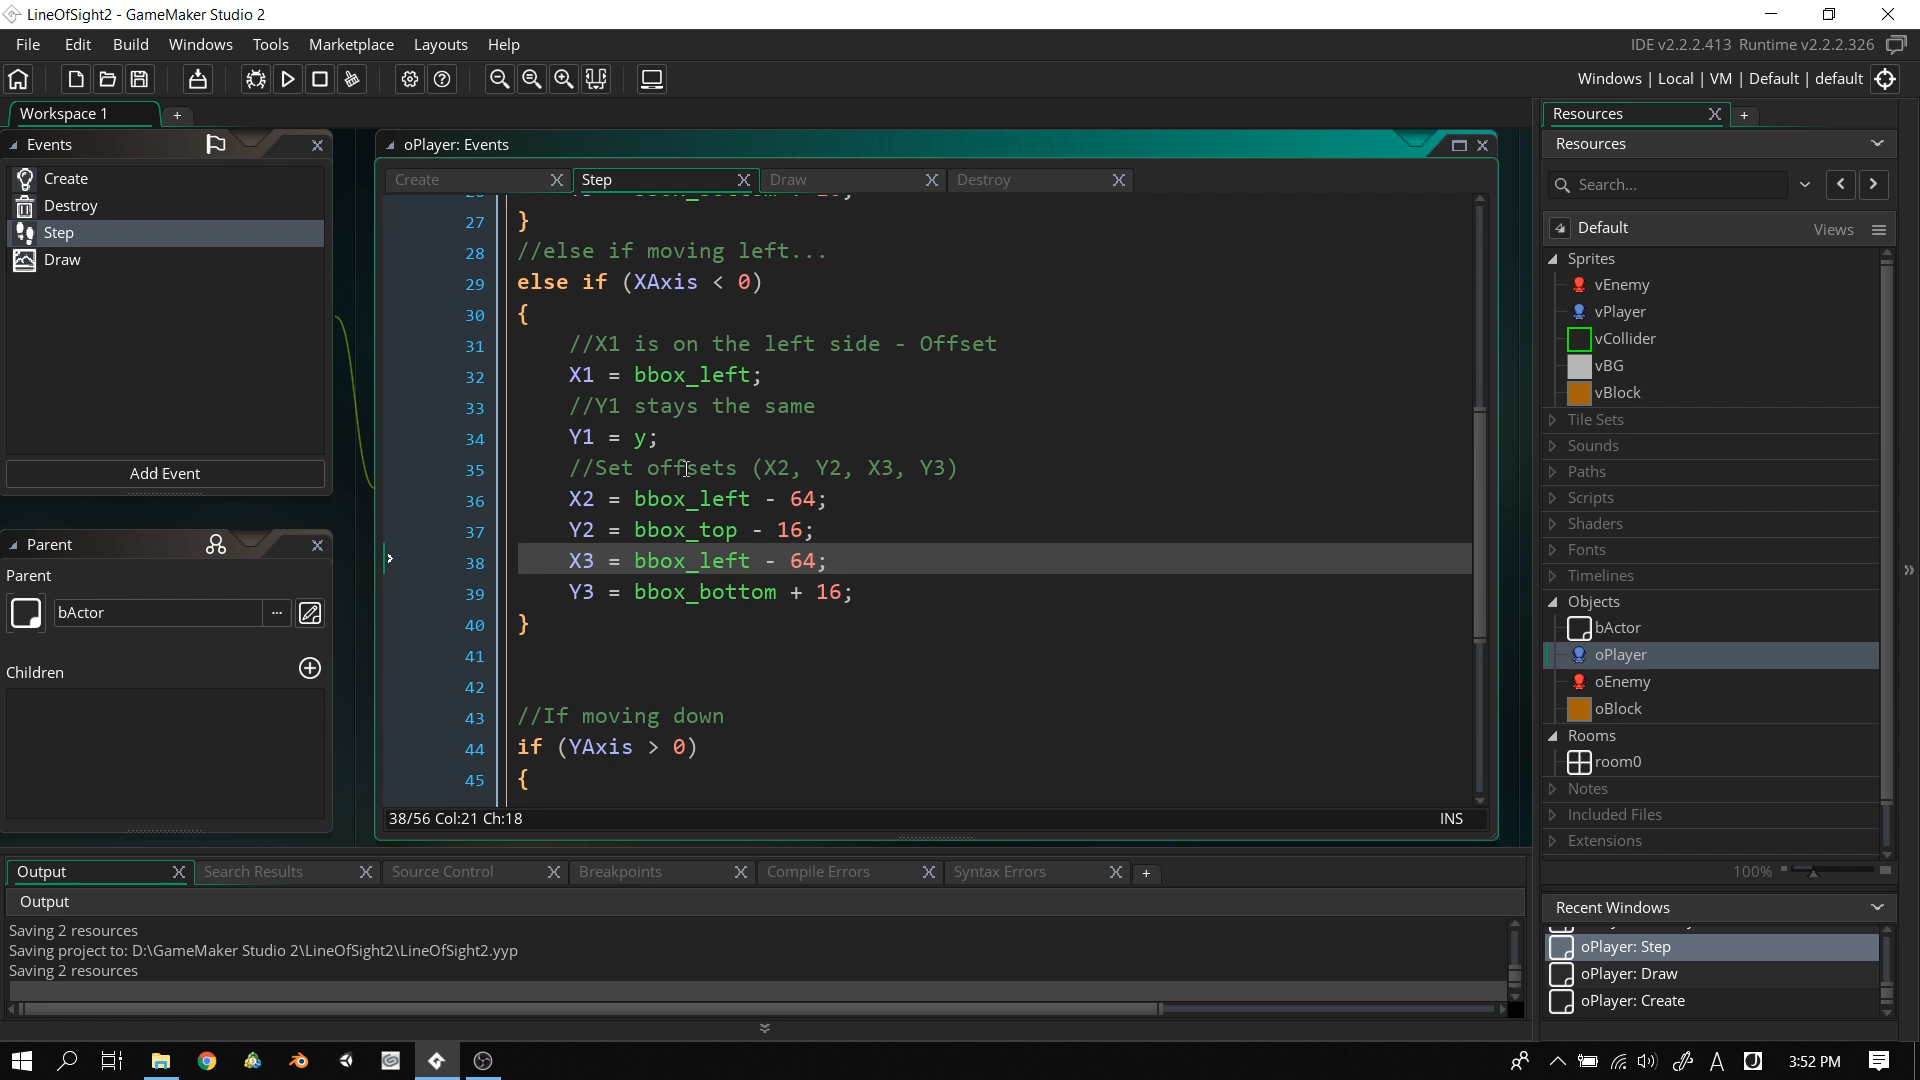 LineOfSight2 - GameMaker Studio 2
File Edit Build Windows Tools Marketplace Layouts Help
IDE v2.2.2.413 Runtime v2.2.2.326
Windows | Local | VM | Default | default
Workspace 1
+
Events
Create
Destroy
Step
Draw
Add Event
Parent
Parent
bActor
...
Children
oPlayer: Events
Create
Step
Draw
Destroy
27 }
28 //else if moving left...
29 else if (XAxis < 0)
30 {
31 //X1 is on the left side - Offset
32 X1 = bbox_left;
33 //Y1 stays the same
34 Y1 = y;
35 //Set offsets (X2, Y2, X3, Y3)
36 X2 = bbox_left - 64;
37 Y2 = bbox_top - 16;
38 X3 = bbox_left - 64;
39 Y3 = bbox_bottom + 16;
40 }
41
42
43 //If moving down
44 if (YAxis > 0)
45 {
38/56 Col:21 Ch:18
INS
Output
Search Results
Source Control
Breakpoints
Compile Errors
Syntax Errors
+
Output
Saving 2 resources
Saving project to: D:\GameMaker Studio 2\LineOfSight2\LineOfSight2.yyp
Saving 2 resources
Resources
+
Resources
Search...
Default
Views
Sprites
vEnemy
vPlayer
vCollider
vBG
vBlock
Tile Sets
Sounds
Paths
Scripts
Shaders
Fonts
Timelines
Objects
bActor
oPlayer
oEnemy
oBlock
Rooms
room0
Notes
Included Files
Extensions
100%
Recent Windows
oPlayer: Step
oPlayer: Draw
oPlayer: Create
3:52 PM